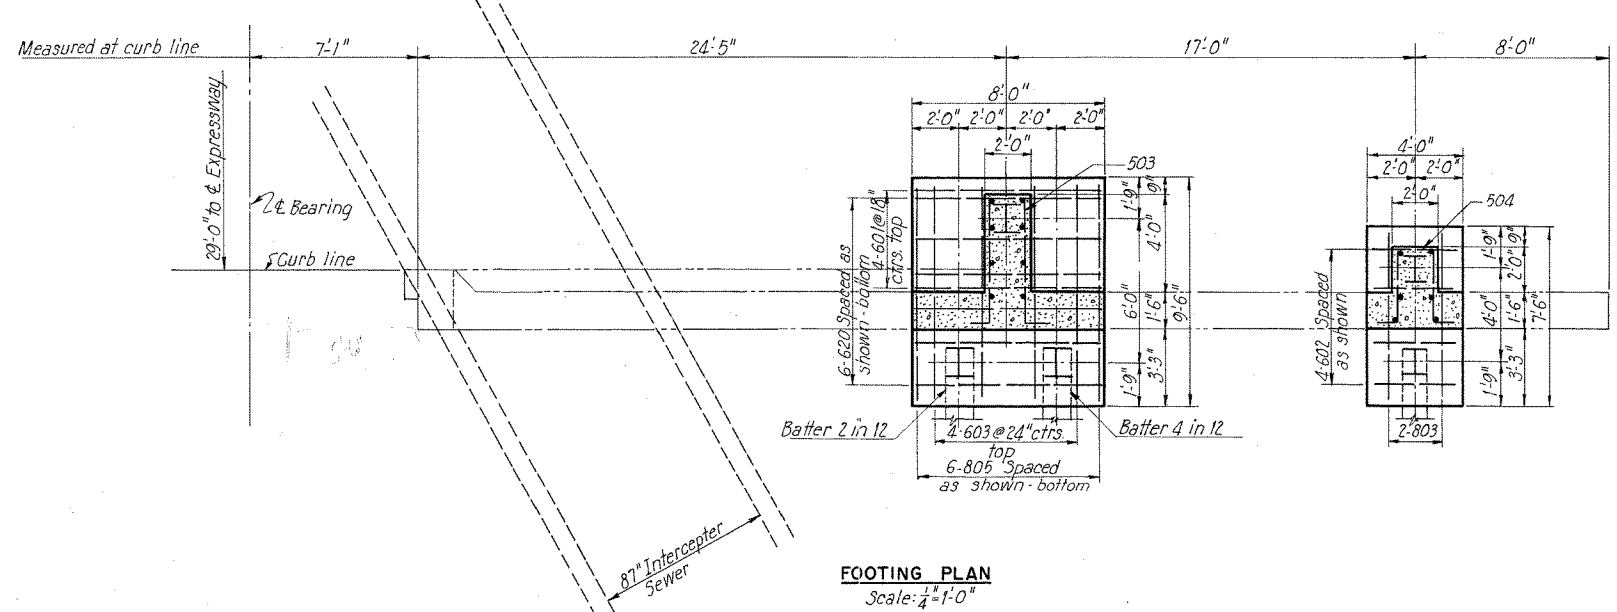 Measured at curb line
7'-1"
24'-5"
17'-0"
8'-0"
29'-0" to ℄ Expressway
℄ Bearing
Curb line
8'-0"
2'-0"
2'-0"
2'-0"
2'-0"
2'-0"
503
4-601@18"
ctrs. top
6-620 Spaced as
shown-bottom
1'-9"
9"
4'-0"
6'-0"
1'-6"
9'-6"
3'-3"
1'-9"
Batter 2 in 12
Batter 4 in 12
4-603@24"ctrs.
top
6-805 Spaced
as shown-bottom
4'-0"
2'-0"
2'-0"
2'-0"
504
4-602 Spaced
as shown
1'-9"
9"
2'-0"
4'-0"
1'-6"
7'-6"
3'-3"
1'-9"
2-803
87" Intercepter
Sewer
FOOTING PLAN
Scale: 1/4"=1'-0"